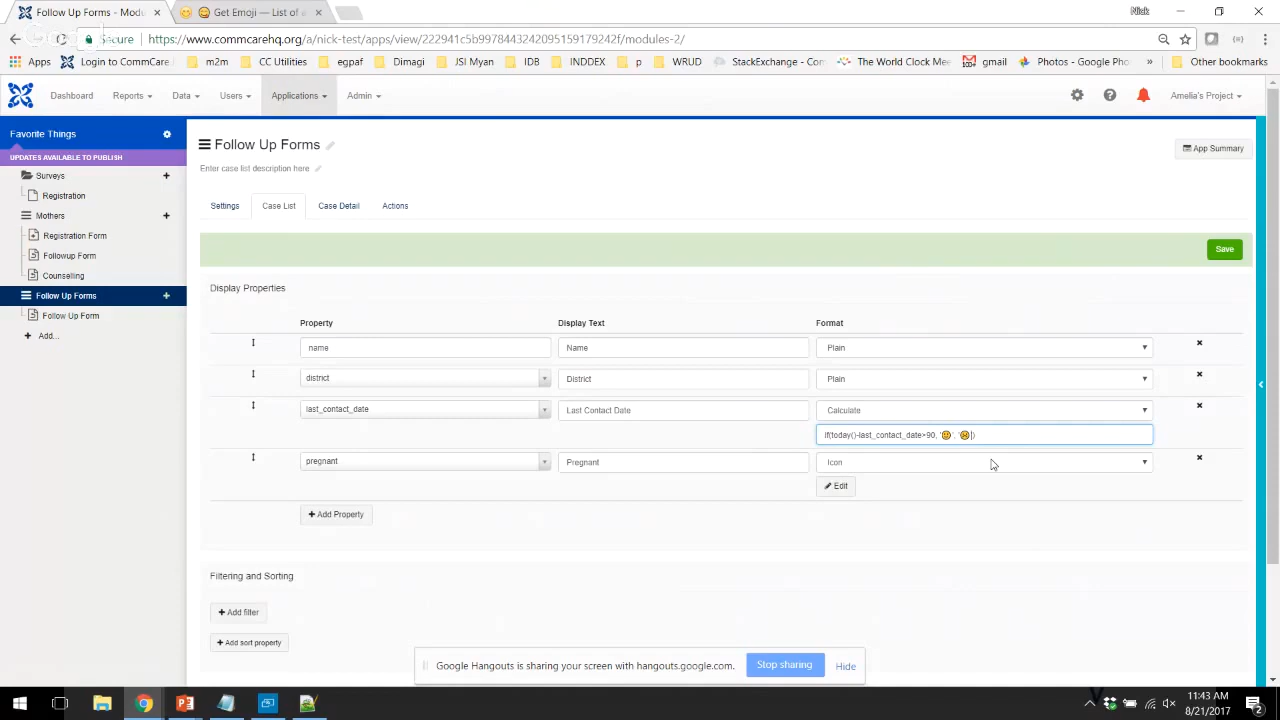 Follow Up Forms - Modu
Get Emoji — List of
Nick
Secure
https://www.commcarehq.org/a/nick-test/apps/view/222941c5b9978443242095159179242f/modules-2/
Apps
Login to CommCare
m2m
CC Utilities
egpaf
Dimagi
JSI Myan
IDB
INDDEX
p
WRUD
StackExchange - Com
The World Clock Mee
gmail
Photos - Google Pho
»
Other bookmarks
Dashboard
Reports
Data
Users
Applications
Admin
Amelia's Project
Favorite Things
UPDATES AVAILABLE TO PUBLISH
Surveys
Registration
Mothers
Registration Form
Followup Form
Counselling
Follow Up Forms
Follow Up Form
Add...
Follow Up Forms
App Summary
Enter case list description here
Settings
Case List
Case Detail
Actions
Save
Display Properties
Property
Display Text
Format
name
Name
Plain
district
District
Plain
last_contact_date
Last Contact Date
Calculate
if(today()-last_contact_date>90, '🙂', '☹️')
pregnant
Pregnant
Icon
Edit
Add Property
Filtering and Sorting
Add filter
Add sort property
Google Hangouts is sharing your screen with hangouts.google.com.
Stop sharing
Hide
11:43 AM
8/21/2017
2